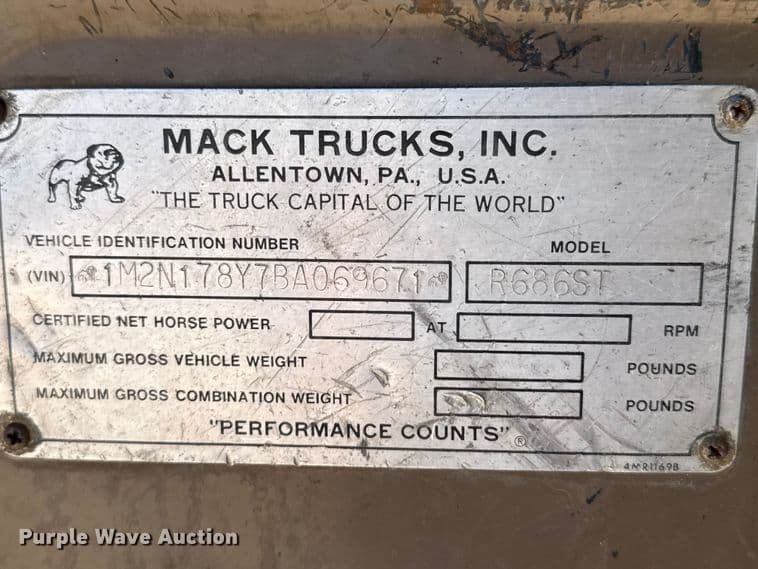 MACK TRUCKS, INC.
ALLENTOWN, PA., U.S.A.
"THE TRUCK CAPITAL OF THE WORLD"
VEHICLE IDENTIFICATION NUMBER MODEL
(VIN) 1M2N178Y7BA069671 R686ST
CERTIFIED NET HORSE POWER AT RPM
MAXIMUM GROSS VEHICLE WEIGHT POUNDS
MAXIMUM GROSS COMBINATION WEIGHT POUNDS
"PERFORMANCE COUNTS" ®
4MR1169B
Purple Wave Auction